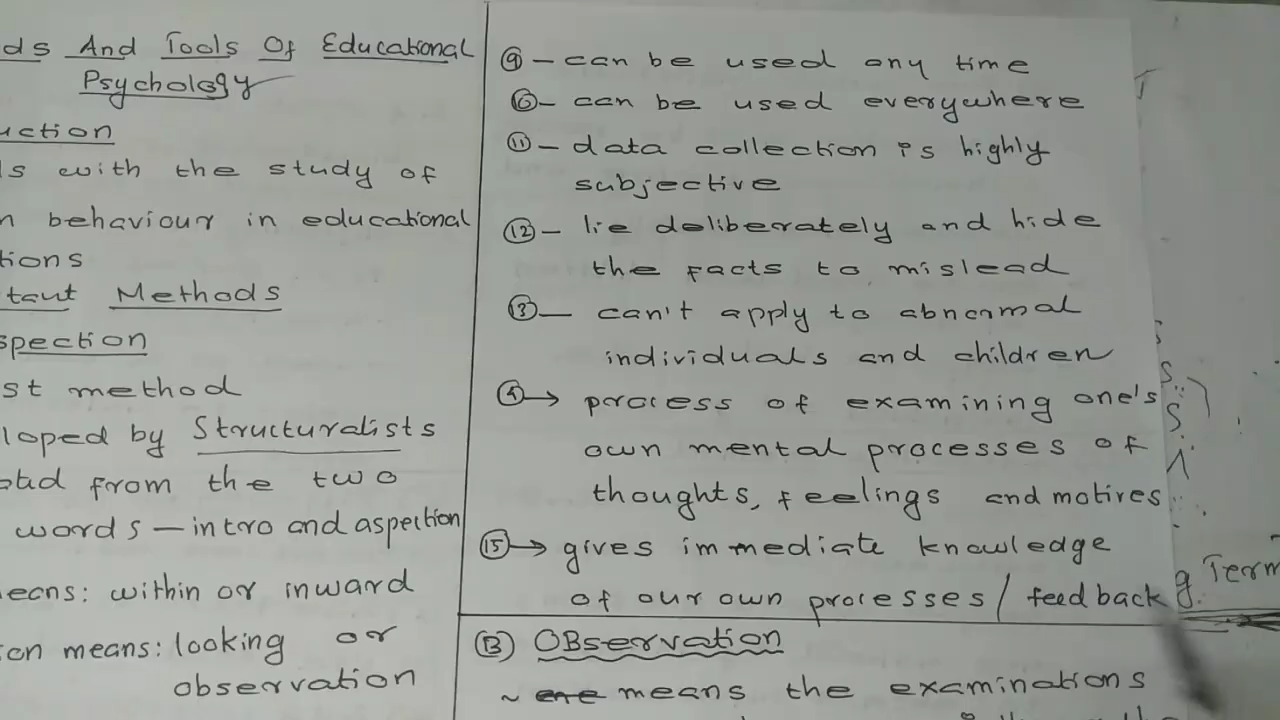 ds And Tools Of Educational
Psychology
uction
ls with the study of
n behaviour in educational
tions
tant Methods
spection
st method
loped by Structuralists
ated from the two
words – intro and aspection
eans: within or inward
ion means: looking or
observation
⑨ – can be used any time
– can be used everywhere
⑪ – data collection is highly
subjective
⑫ – lie deliberately and hide
the facts to mislead
– can't apply to abnormal
individuals and children
→ process of examining one's
own mental processes of
thoughts, feelings and motives
⑮ → gives immediate knowledge
of our own processes / feedback
Ⓑ Observation
~ means the examinations
g. Term